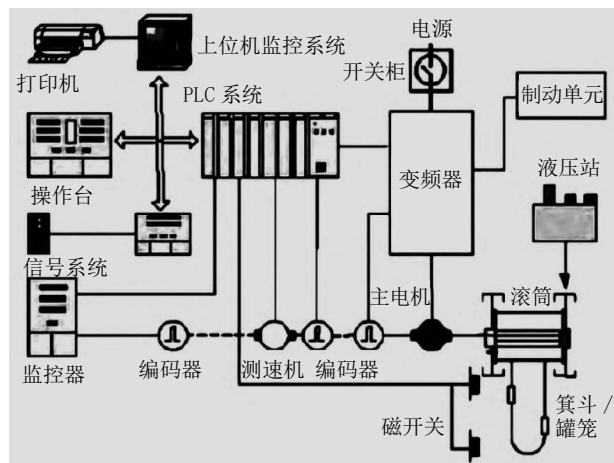 电源
上位机监控系统
开关柜
打印机
PLC 系统
制动单元
变频器
液压站
操作台
信号系统
主电机
滚筒
监控器
编码器
测速机
编码器
磁开关
箕斗/
罐笼